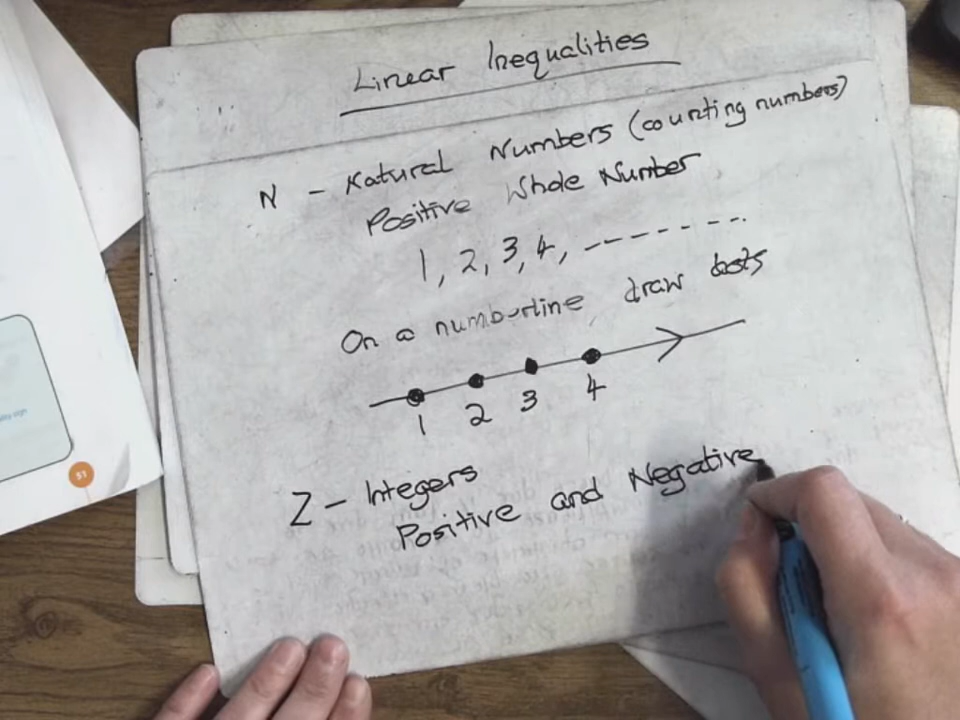 Linear Inequalities
N - Natural Numbers (counting numbers)
Positive Whole Number
1, 2, 3, 4, -------
On a numberline draw dots
1 2 3 4
Z - Integers
Positive and Negative
51